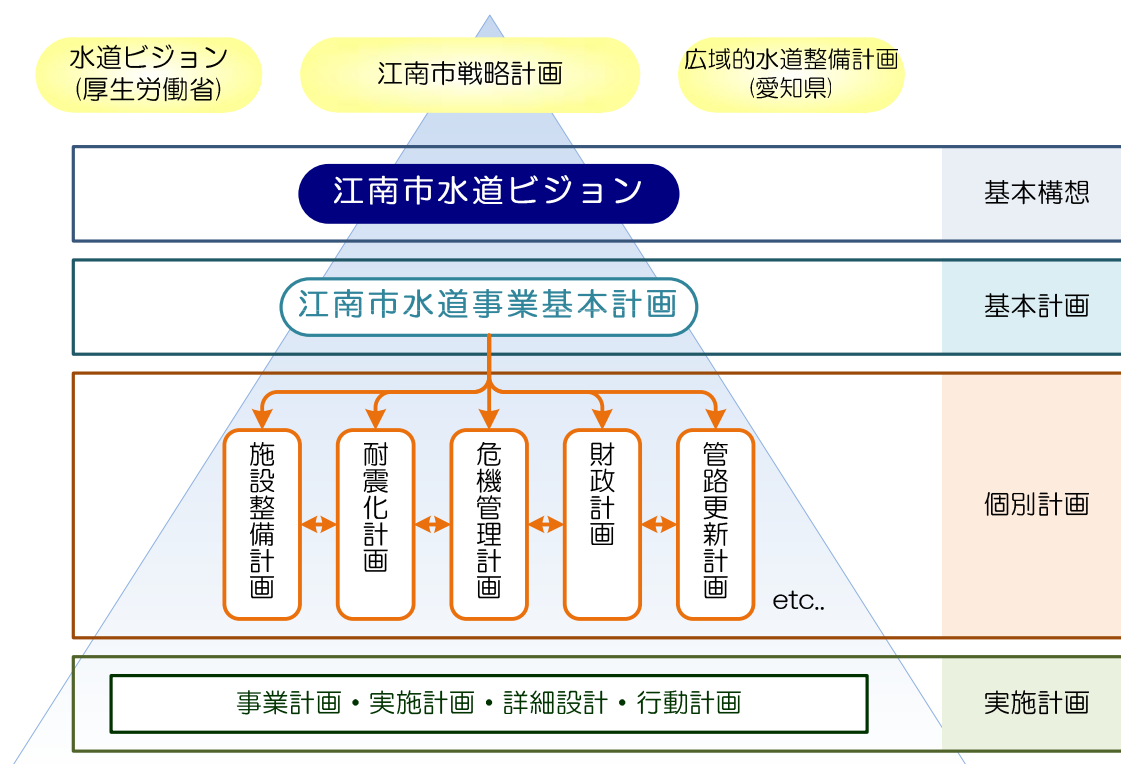 水道ビジョン
(厚生労働省)
江南市戦略計画
広域的水道整備計画
(愛知県)
江南市水道ビジョン
基本構想
江南市水道事業基本計画
基本計画
施設整備計画
耐震化計画
危機管理計画
財政計画
管路更新計画
etc..
個別計画
事業計画・実施計画・詳細設計・行動計画
実施計画